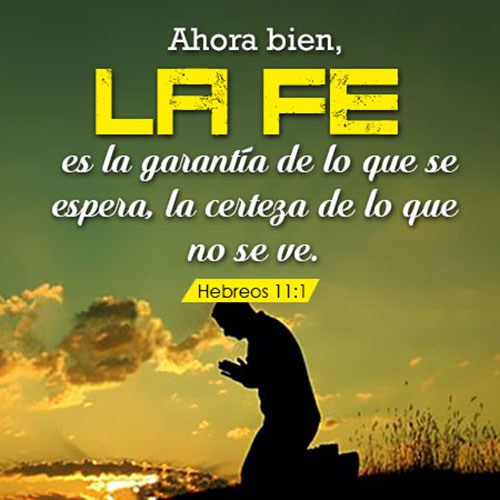 Ahora bien,
LA FE
es la garantía de lo que se
espera, la certeza de lo que
no se ve.
Hebreos 11:1